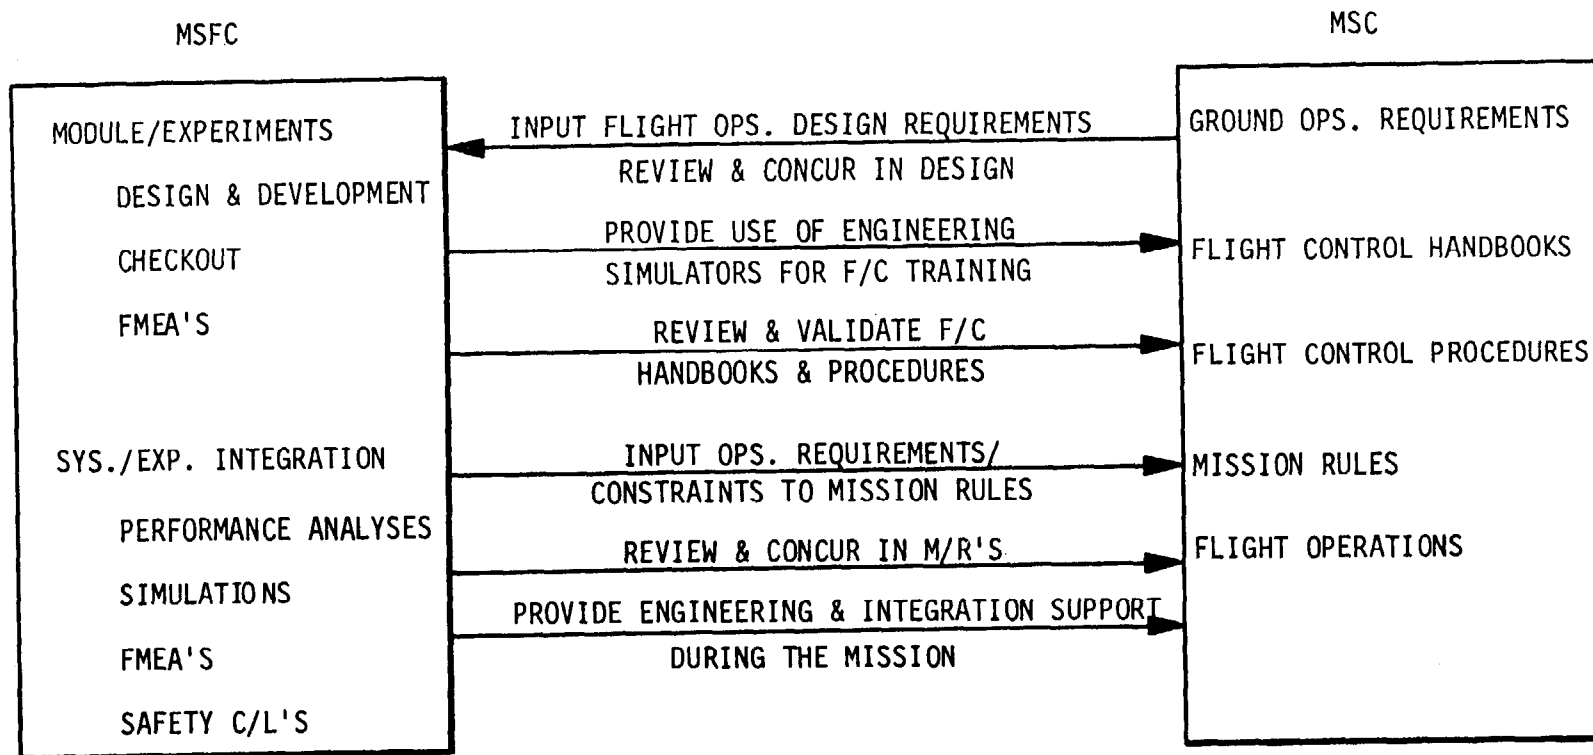 MSFC
MSC
MODULE/EXPERIMENTS
DESIGN & DEVELOPMENT
CHECKOUT
FMEA'S
SYS./EXP. INTEGRATION
PERFORMANCE ANALYSES
SIMULATIONS
FMEA'S
SAFETY C/L'S
INPUT FLIGHT OPS. DESIGN REQUIREMENTS
REVIEW & CONCUR IN DESIGN
PROVIDE USE OF ENGINEERING
SIMULATORS FOR F/C TRAINING
REVIEW & VALIDATE F/C
HANDBOOKS & PROCEDURES
INPUT OPS. REQUIREMENTS/
CONSTRAINTS TO MISSION RULES
REVIEW & CONCUR IN M/R'S
PROVIDE ENGINEERING & INTEGRATION SUPPORT
DURING THE MISSION
GROUND OPS. REQUIREMENTS
FLIGHT CONTROL HANDBOOKS
FLIGHT CONTROL PROCEDURES
MISSION RULES
FLIGHT OPERATIONS